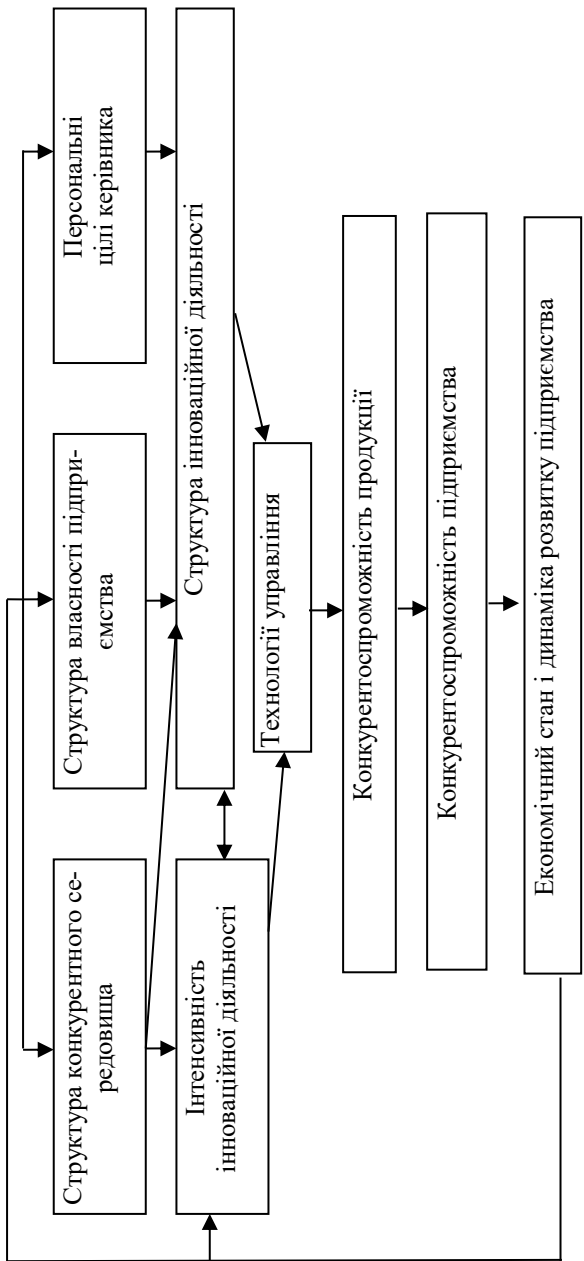 Структура конкурентного се-
редовища
Структура власності підпри-
ємства
Персональні
цілі керівника
Інтенсивність
інноваційної діяльності
Структура інноваційної діяльності
Технології управління
Конкурентоспроможність продукції
Конкурентоспроможність підприємства
Економічний стан і динаміка розвитку підприємства